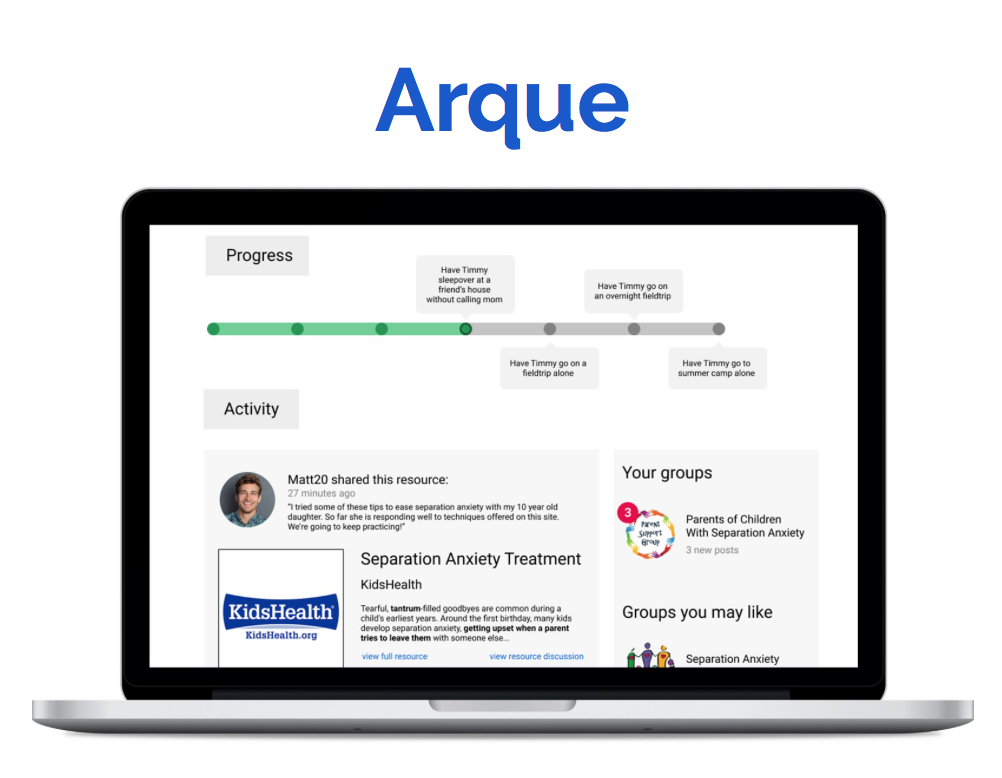 Arque
Progress
Have Timmy
sleepover at a
friend's house
without calling mom
Have Timmy go on
an overnight fieldtrip
Have Timmy go on a
fieldtrip alone
Have Timmy go to
summer camp alone
Activity
Matt20 shared this resource:
27 minutes ago
"I tried some of these tips to ease separation anxiety with my 10 year old
daughter. So far she is responding well to techniques offered on this site.
We're going to keep practicing!"
KidsHealth®
KidsHealth.org
Separation Anxiety Treatment
KidsHealth
Tearful, tantrum-filled goodbyes are common during a
child's earliest years. Around the first birthday, many kids
develop separation anxiety, getting upset when a parent
tries to leave them with someone else...
view full resource
view resource discussion
Your groups
3
Parent
Support
Group
Parents of Children
With Separation Anxiety
3 new posts
Groups you may like
Separation Anxiety